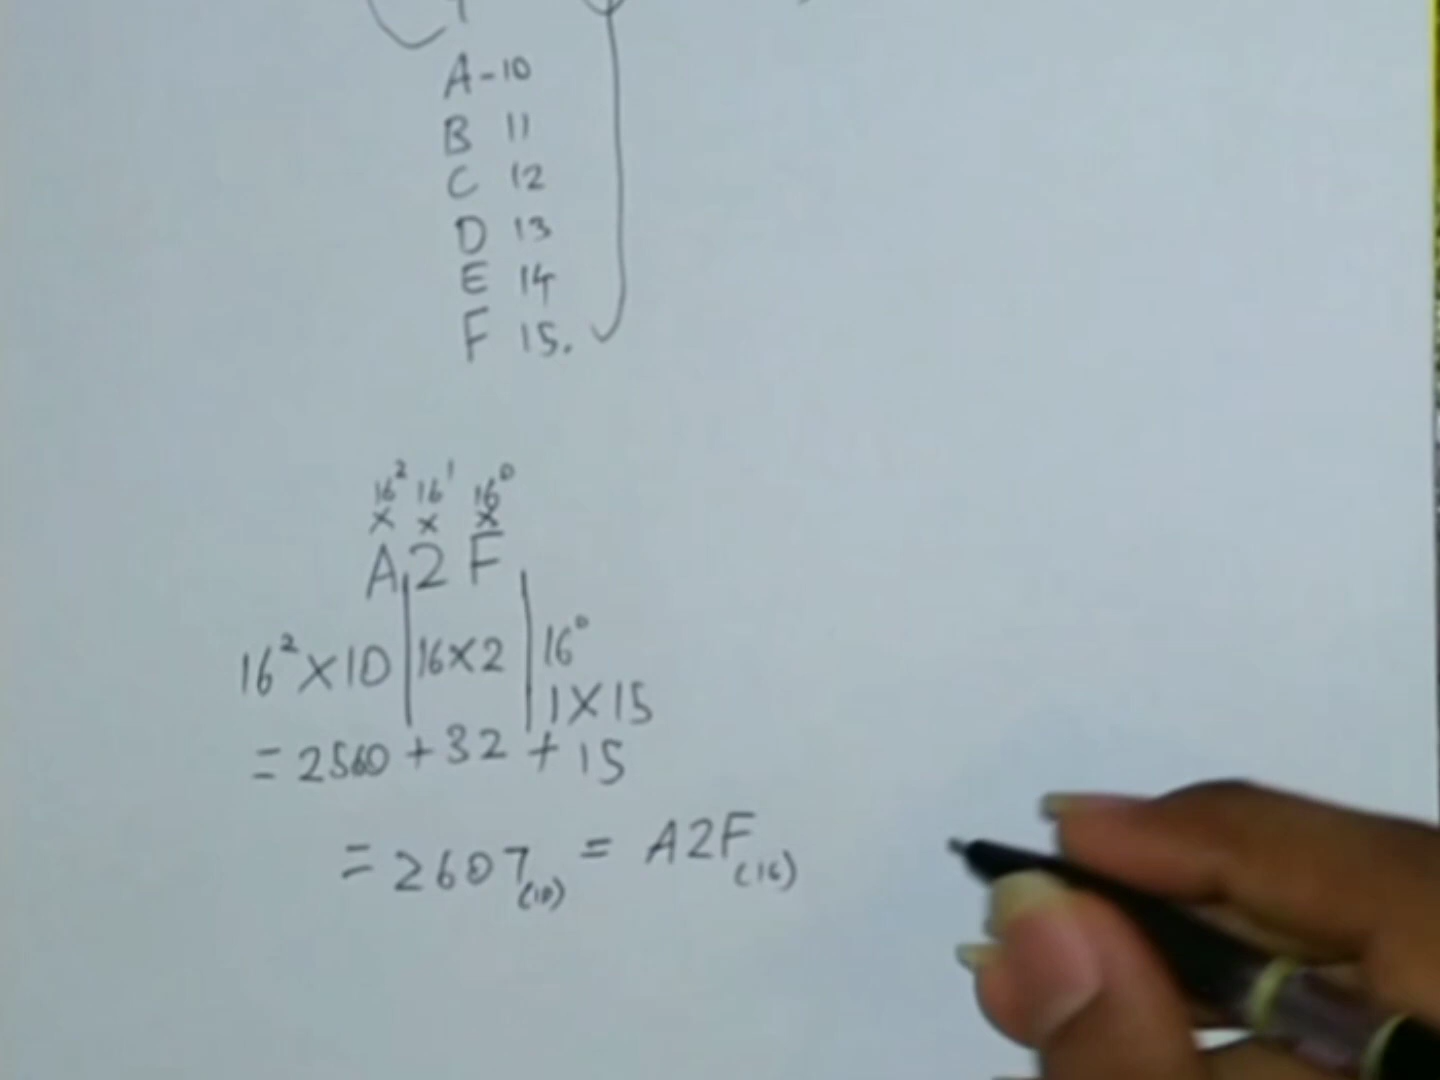 A-10
B 11
C 12
D 13
E 14
F 15.
16² 16¹ 16⁰
× × ×
A 2 F
16²×10 | 16×2 | 16⁰
1×15
= 2560 + 32 + 15
= 2607(10) = A2F(16)